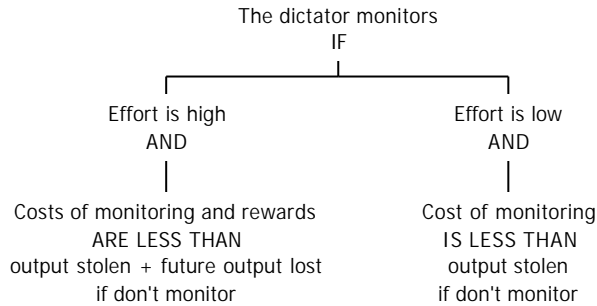 The dictator monitors
IF
Effort is high
AND
Costs of monitoring and rewards
ARE LESS THAN
output stolen + future output lost
if don't monitor
Effort is low
AND
Cost of monitoring
IS LESS THAN
output stolen
if don't monitor